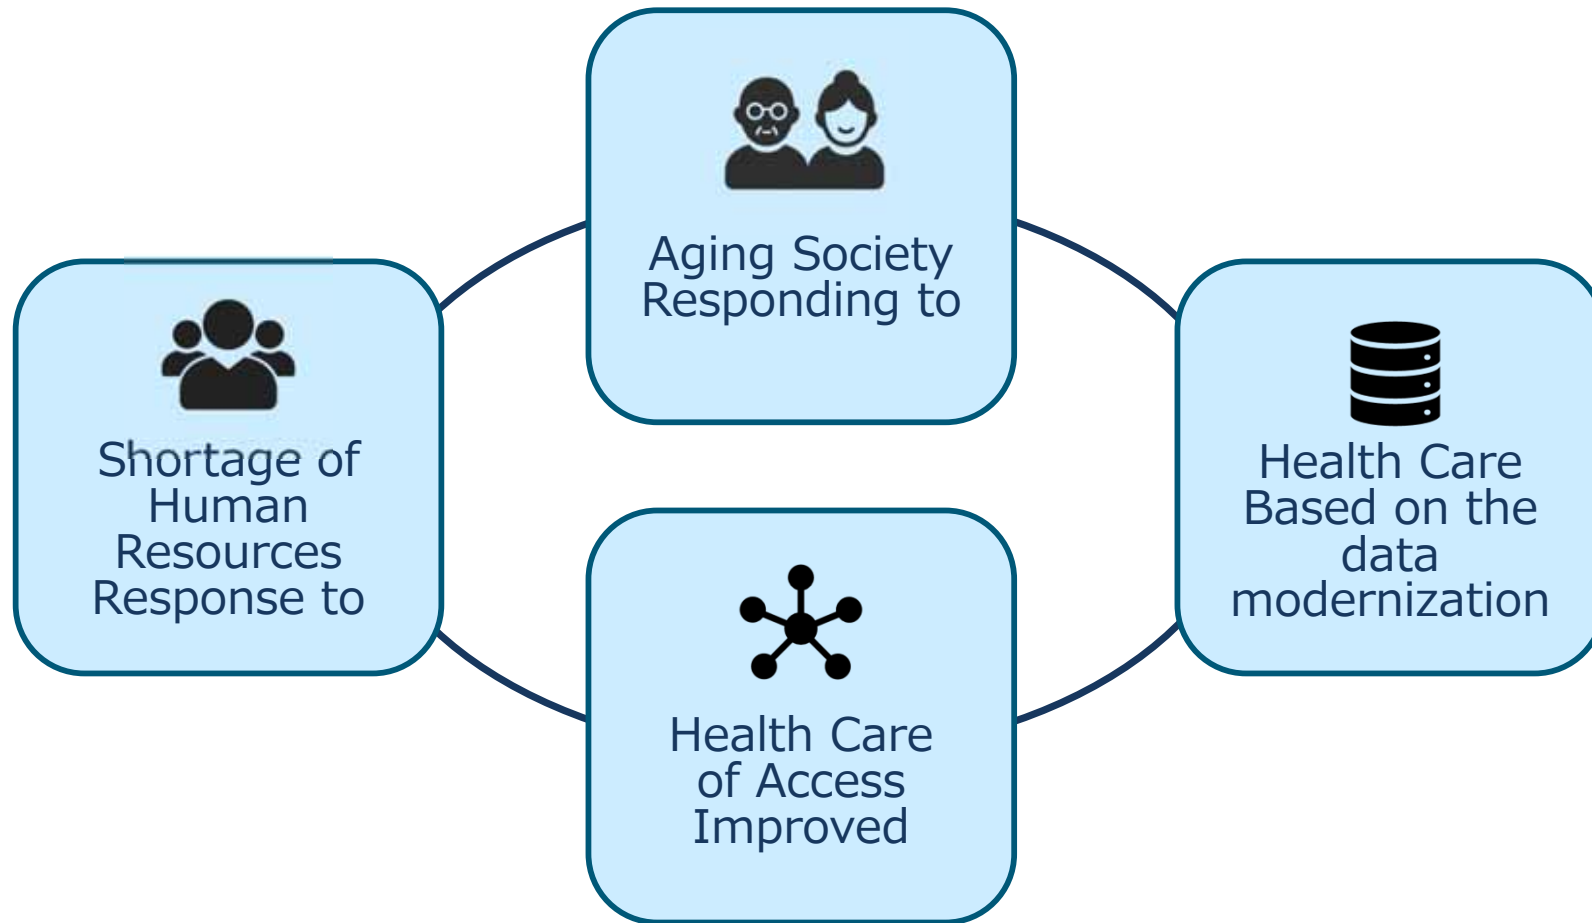 Aging Society
Responding to
Shortage of
Human
Resources
Response to
Health Care
Based on the
data
modernization
Health Care
of Access
Improved